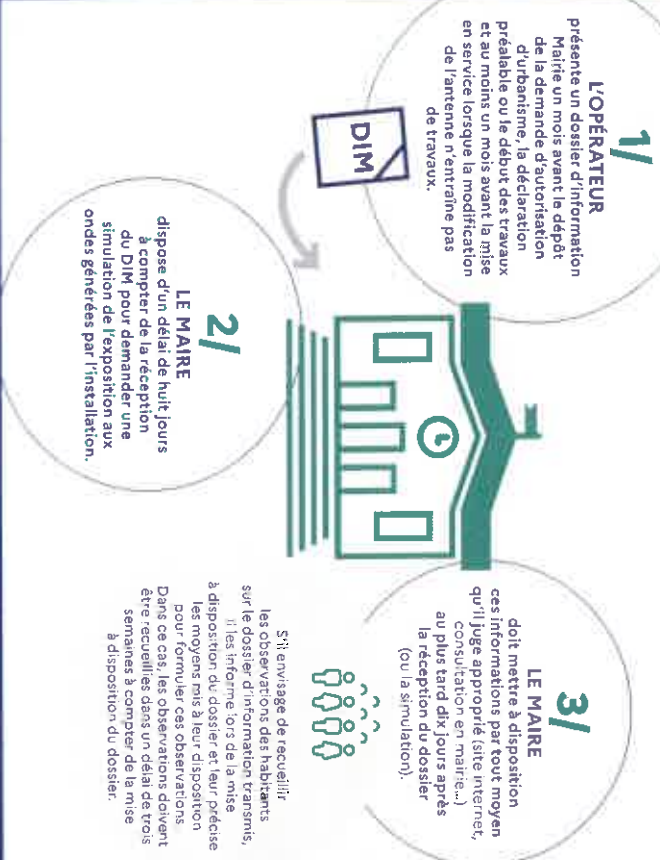 1/
L'OPÉRATEUR
présente un dossier d'information
Mairie un mois avant le dépôt
de la demande d'autorisation
d'urbanisme, la déclaration
préalable ou le début des travaux
et au moins un mois avant la mise
en service lorsque la modification
de l'antenne n'entraîne pas
de travaux.
DIM
2/
LE MAIRE
dispose d'un délai de huit jours
à compter de la réception
du DIM pour demander une
simulation de l'exposition aux
ondes générées par l'installation.
3/
LE MAIRE
doit mettre à disposition
ces informations par tout moyen
qu'il juge approprié (site internet,
consultation en mairie...)
au plus tard dix jours après
la réception du dossier
(ou la simulation).
S'il envisage de recueillir
les observations des habitants
sur le dossier d'information transmis,
il les informe lors de la mise
à disposition du dossier et leur précise
les moyens mis à leur disposition
pour formuler ces observations.
Dans ce cas, les observations doivent
être recueillies dans un délai de trois
semaines à compter de la mise
à disposition du dossier.